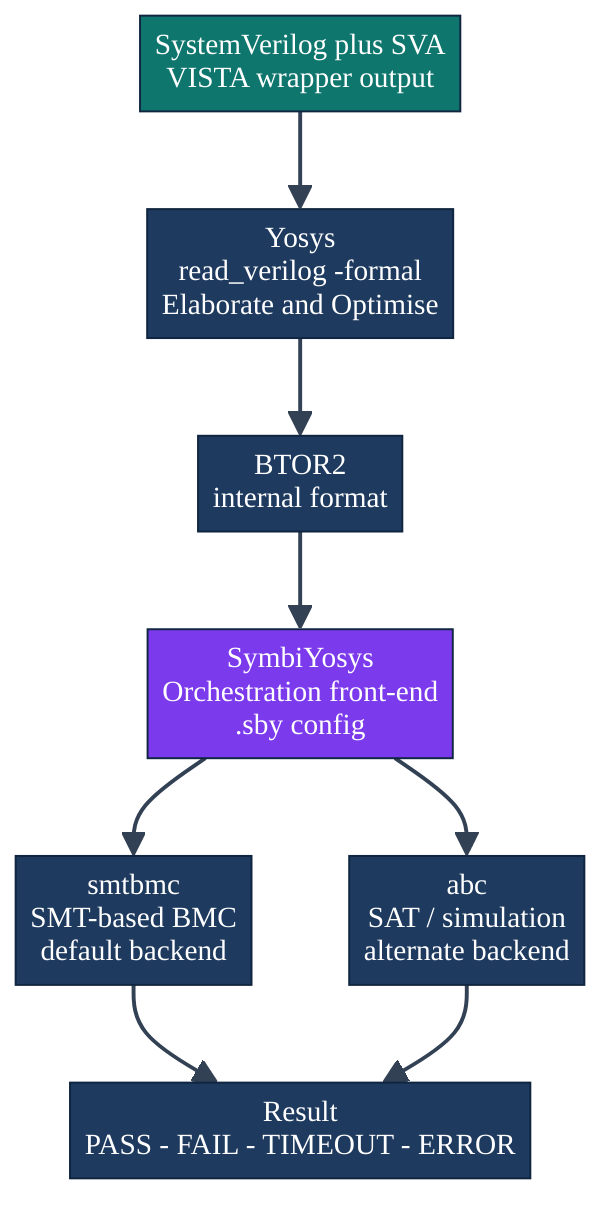 SystemVerilog plus SVA
VISTA wrapper output
Yosys
read_verilog -formal
Elaborate and Optimise
BTOR2
internal format
SymbiYosys
Orchestration front-end
.sby config
smtbmc
SMT-based BMC
default backend
abc
SAT / simulation
alternate backend
Result
PASS - FAIL - TIMEOUT - ERROR